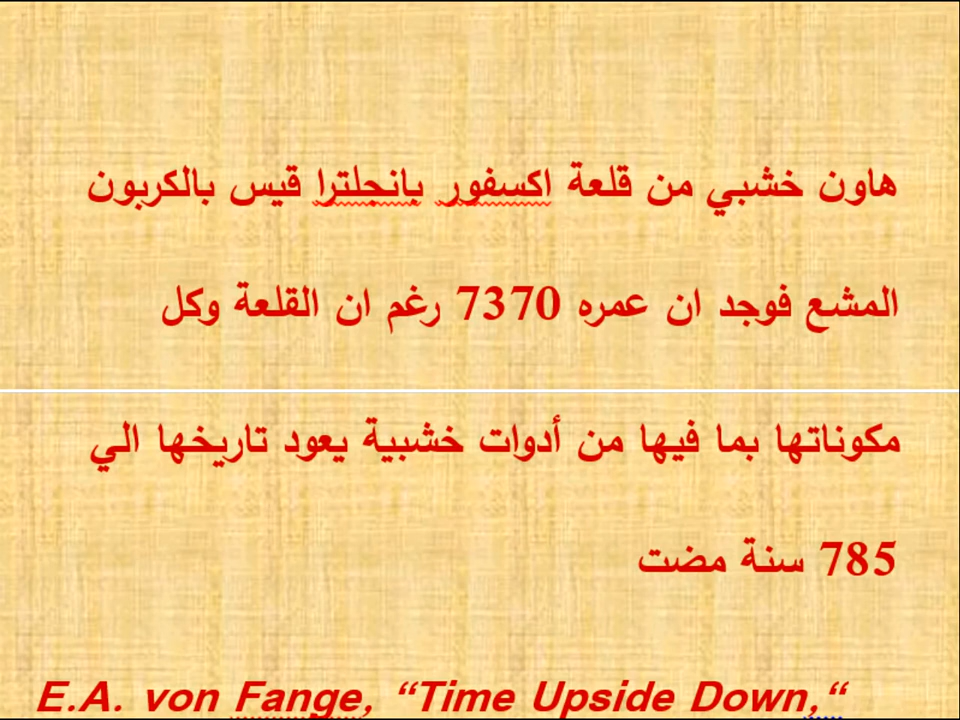 هاون خشبي من قلعة اكسفور بانجلترا قيس بالكربون
المشع فوجد ان عمره 7370 رغم ان القلعة وكل
مكوناتها بما فيها من أدوات خشبية يعود تاريخها الي
785 سنة مضت
E.A. von Fange, “Time Upside Down,“